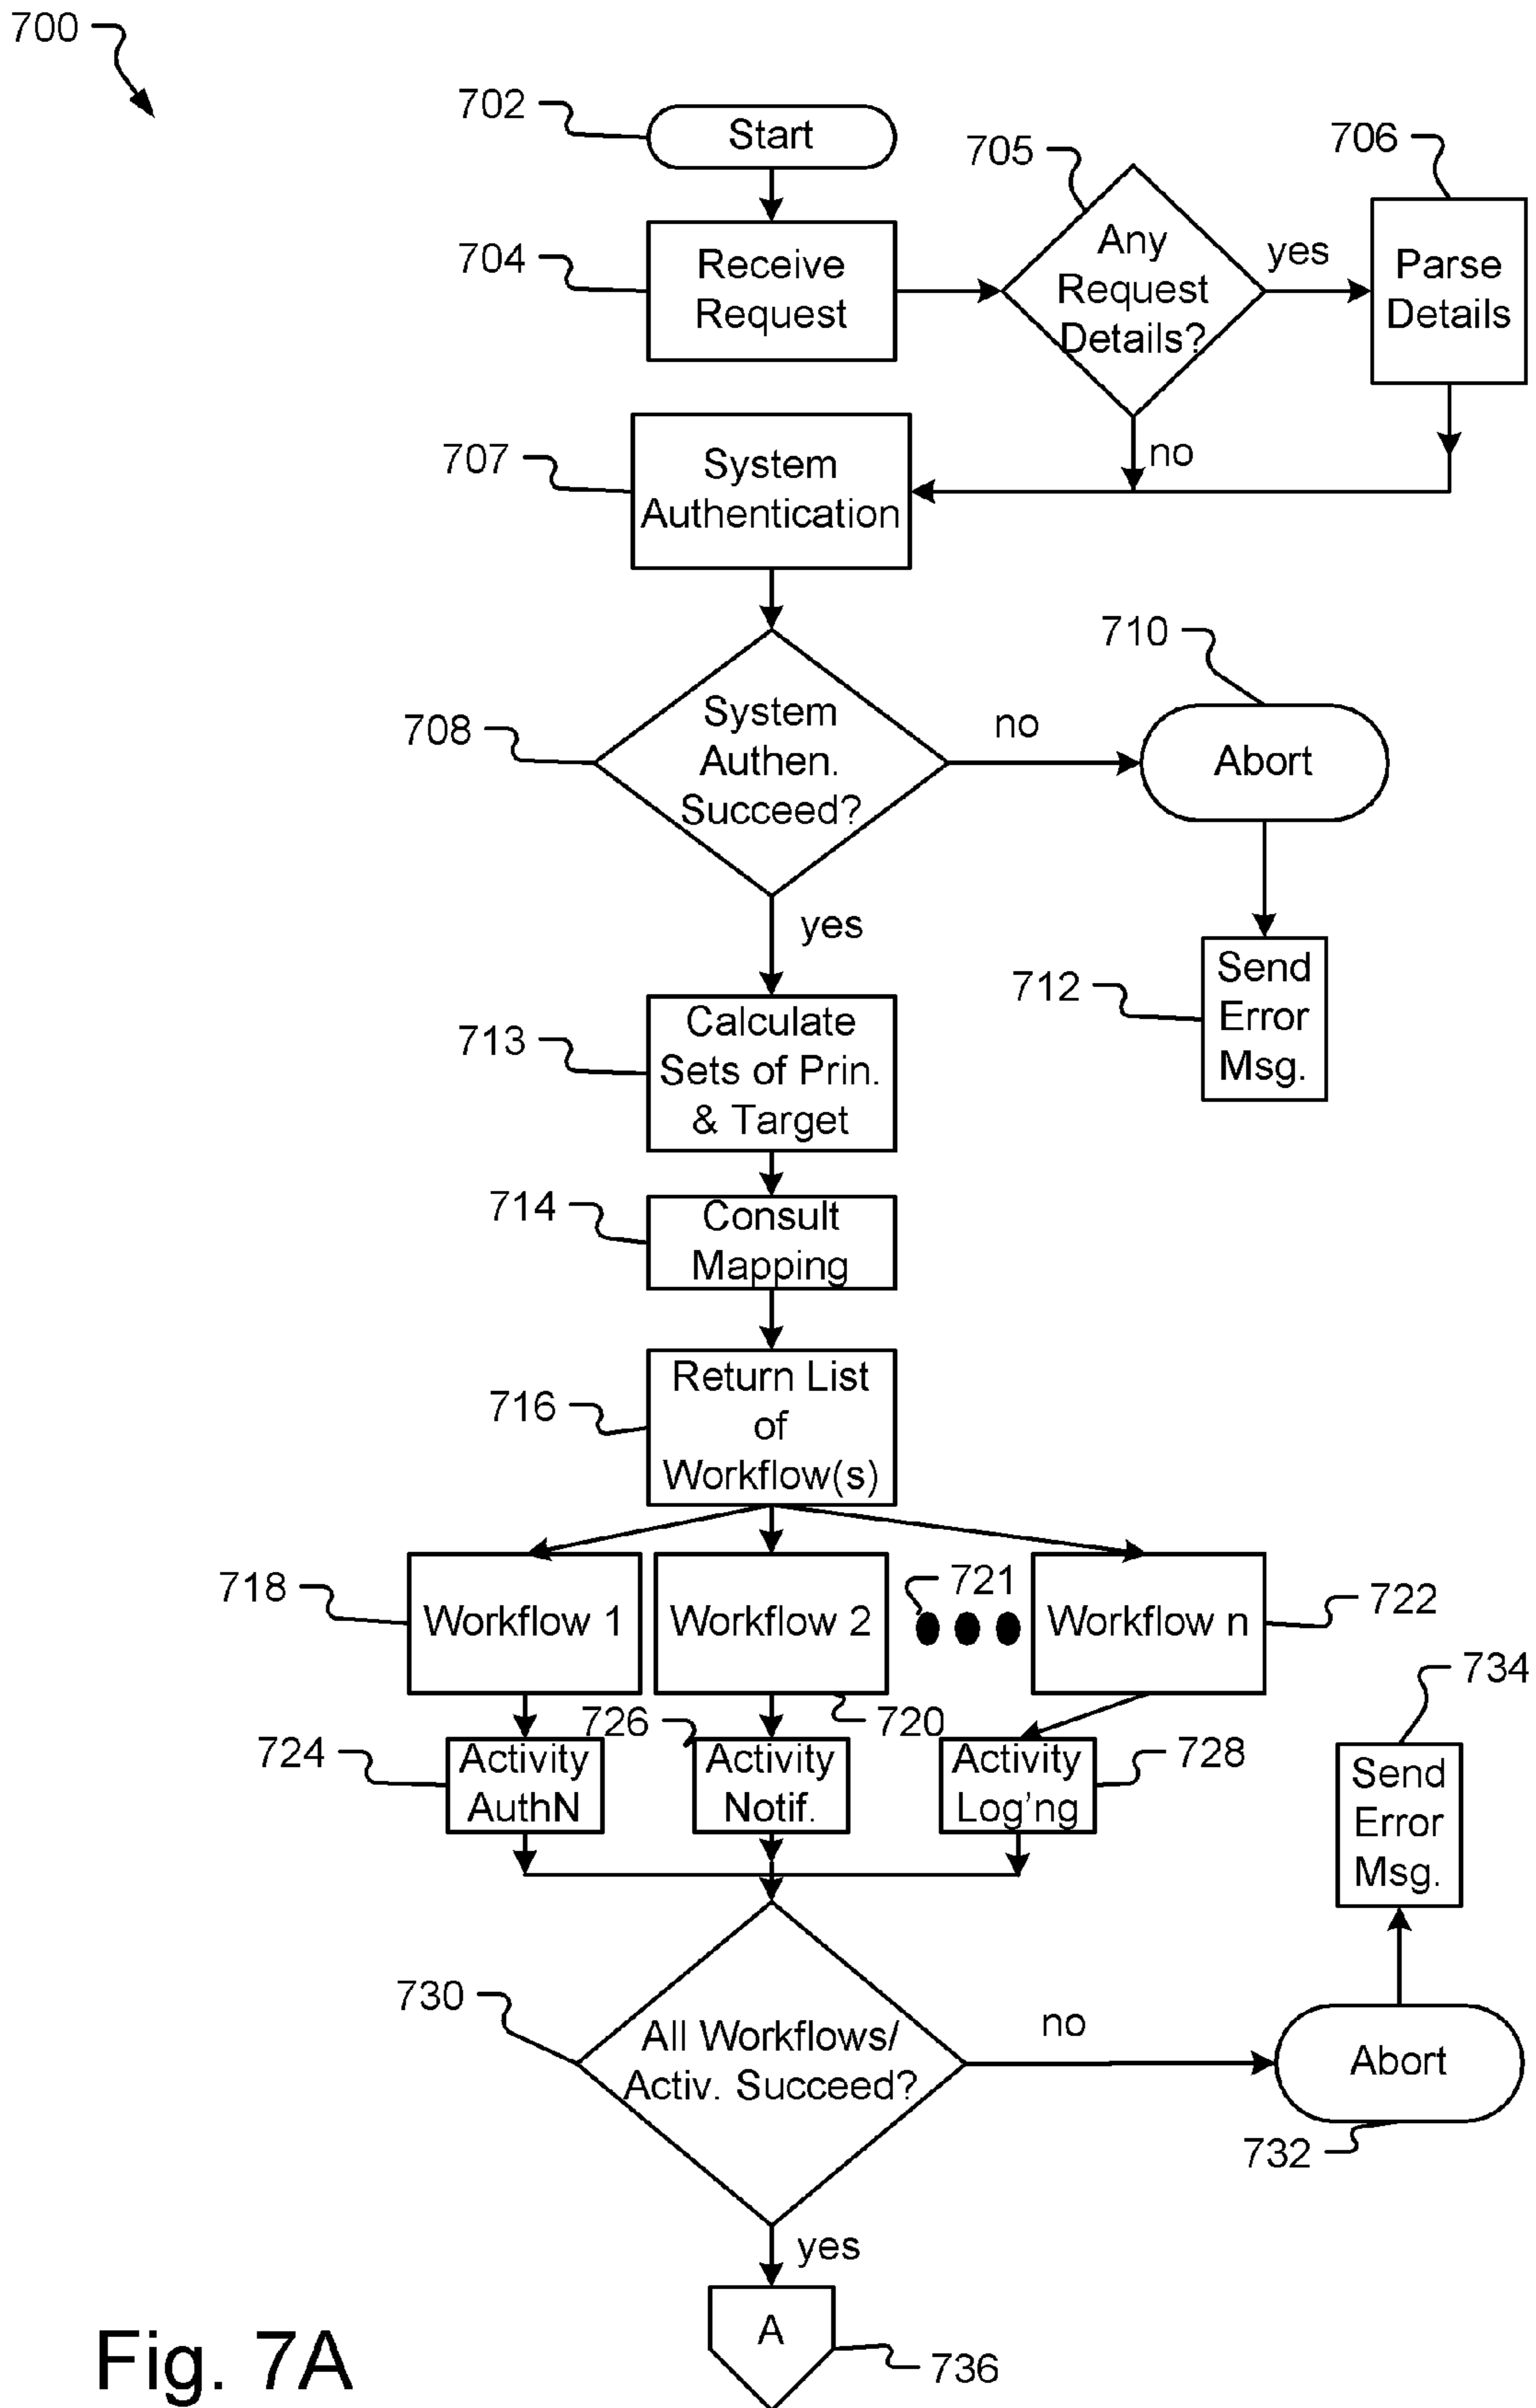 700
702
Start
705
706
704
Receive
Request
Any
Request
Details?
yes
Parse
Details
no
707
System
Authentication
708
System
Authen.
Succeed?
no
710
Abort
yes
712
Send
Error
Msg.
713
Calculate
Sets of Prin.
& Target
714
Consult
Mapping
716
Return List
of
Workflow(s)
718
Workflow 1
Workflow 2
721
Workflow n
722
720
724
Activity
AuthN
726
Activity
Notif.
Activity
Log'ng
728
734
Send
Error
Msg.
730
All Workflows/
Activ. Succeed?
no
Abort
732
yes
A
736
Fig. 7A